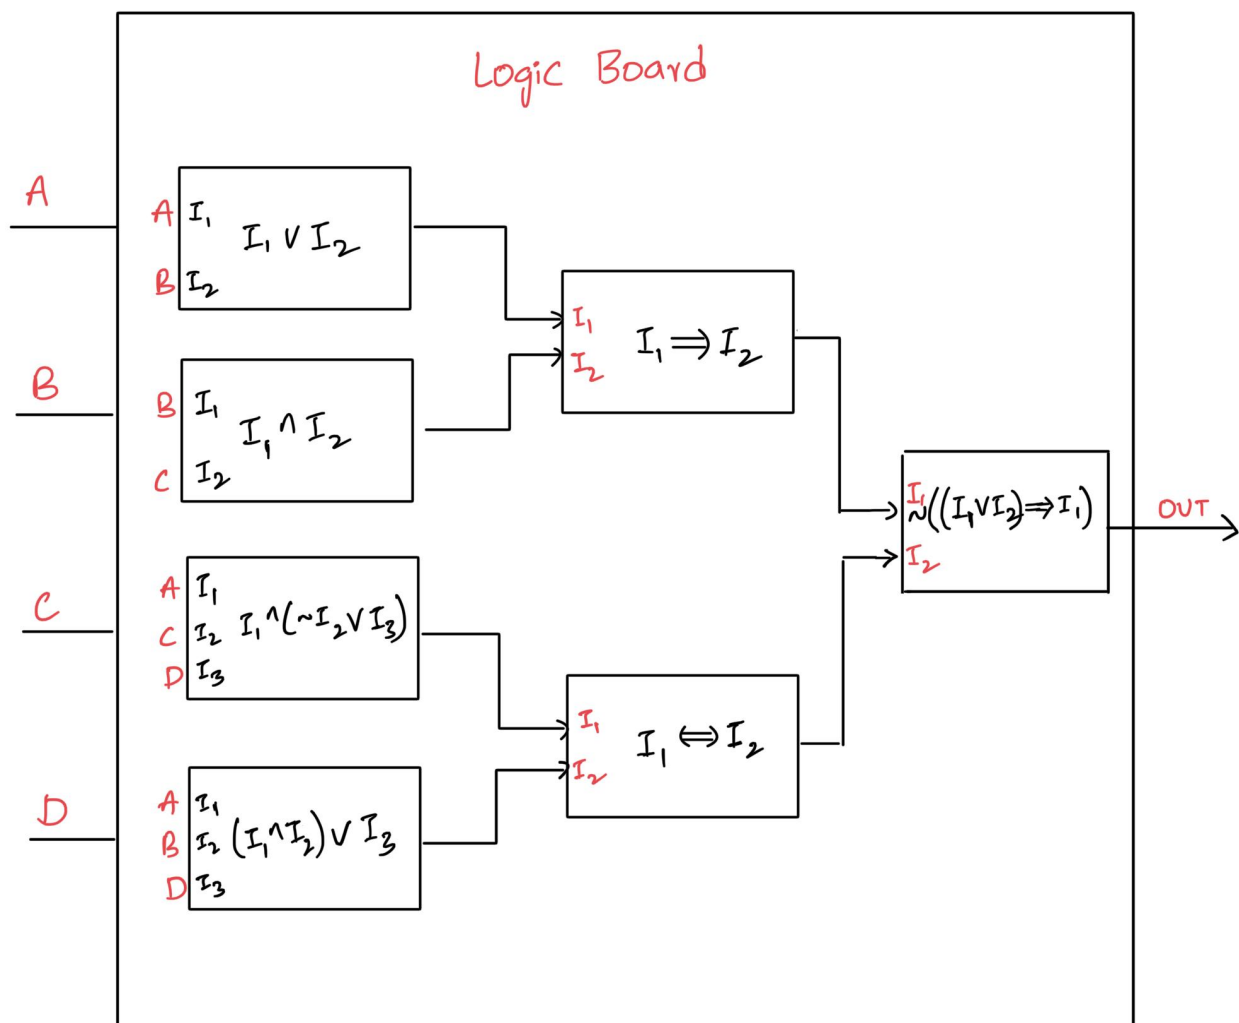 Logic Board
A
A I₁
I₁ ∨ I₂
B I₂
B
B I₁
I₁ ∧ I₂
C I₂
I₁
I₂
I₁ ⇒ I₂
C
A I₁
C I₂ I₁ ∧ (~I₂ ∨ I₃)
D I₃
D
A I₁
B I₂ (I₁ ∧ I₂) ∨ I₃
D I₃
I₁
I₂
I₁ ⇔ I₂
I₁
~((I₁ ∨ I₂) ⇒ I₁)
I₂
OUT